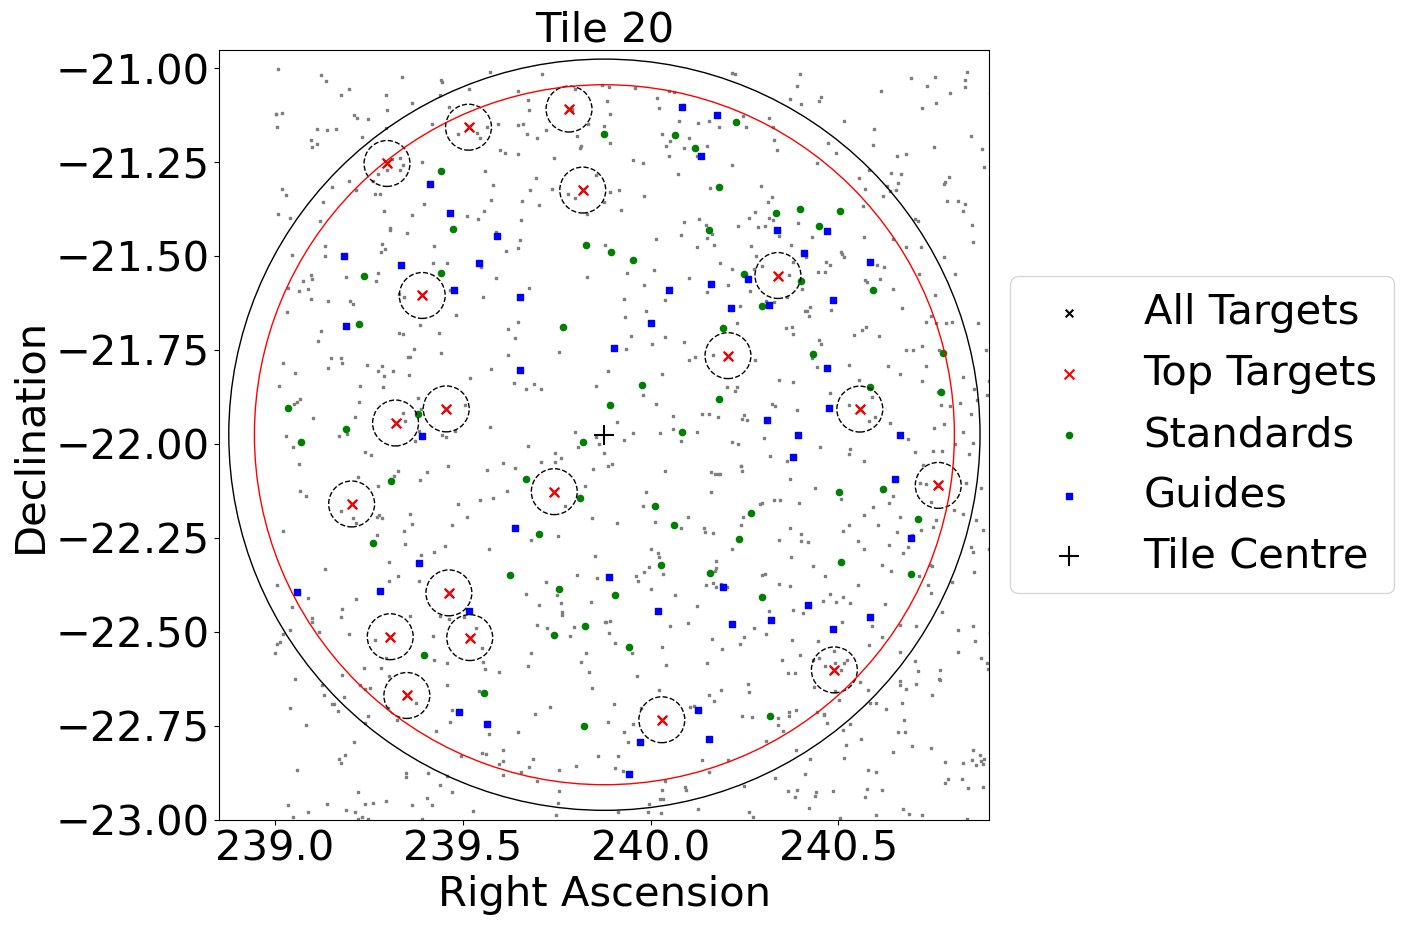 Tile 20
−21.00
−21.25
−21.50
−21.75
−22.00
−22.25
−22.50
−22.75
−23.00
Declination
239.0 239.5 240.0 240.5
Right Ascension
All Targets
Top Targets
Standards
Guides
Tile Centre